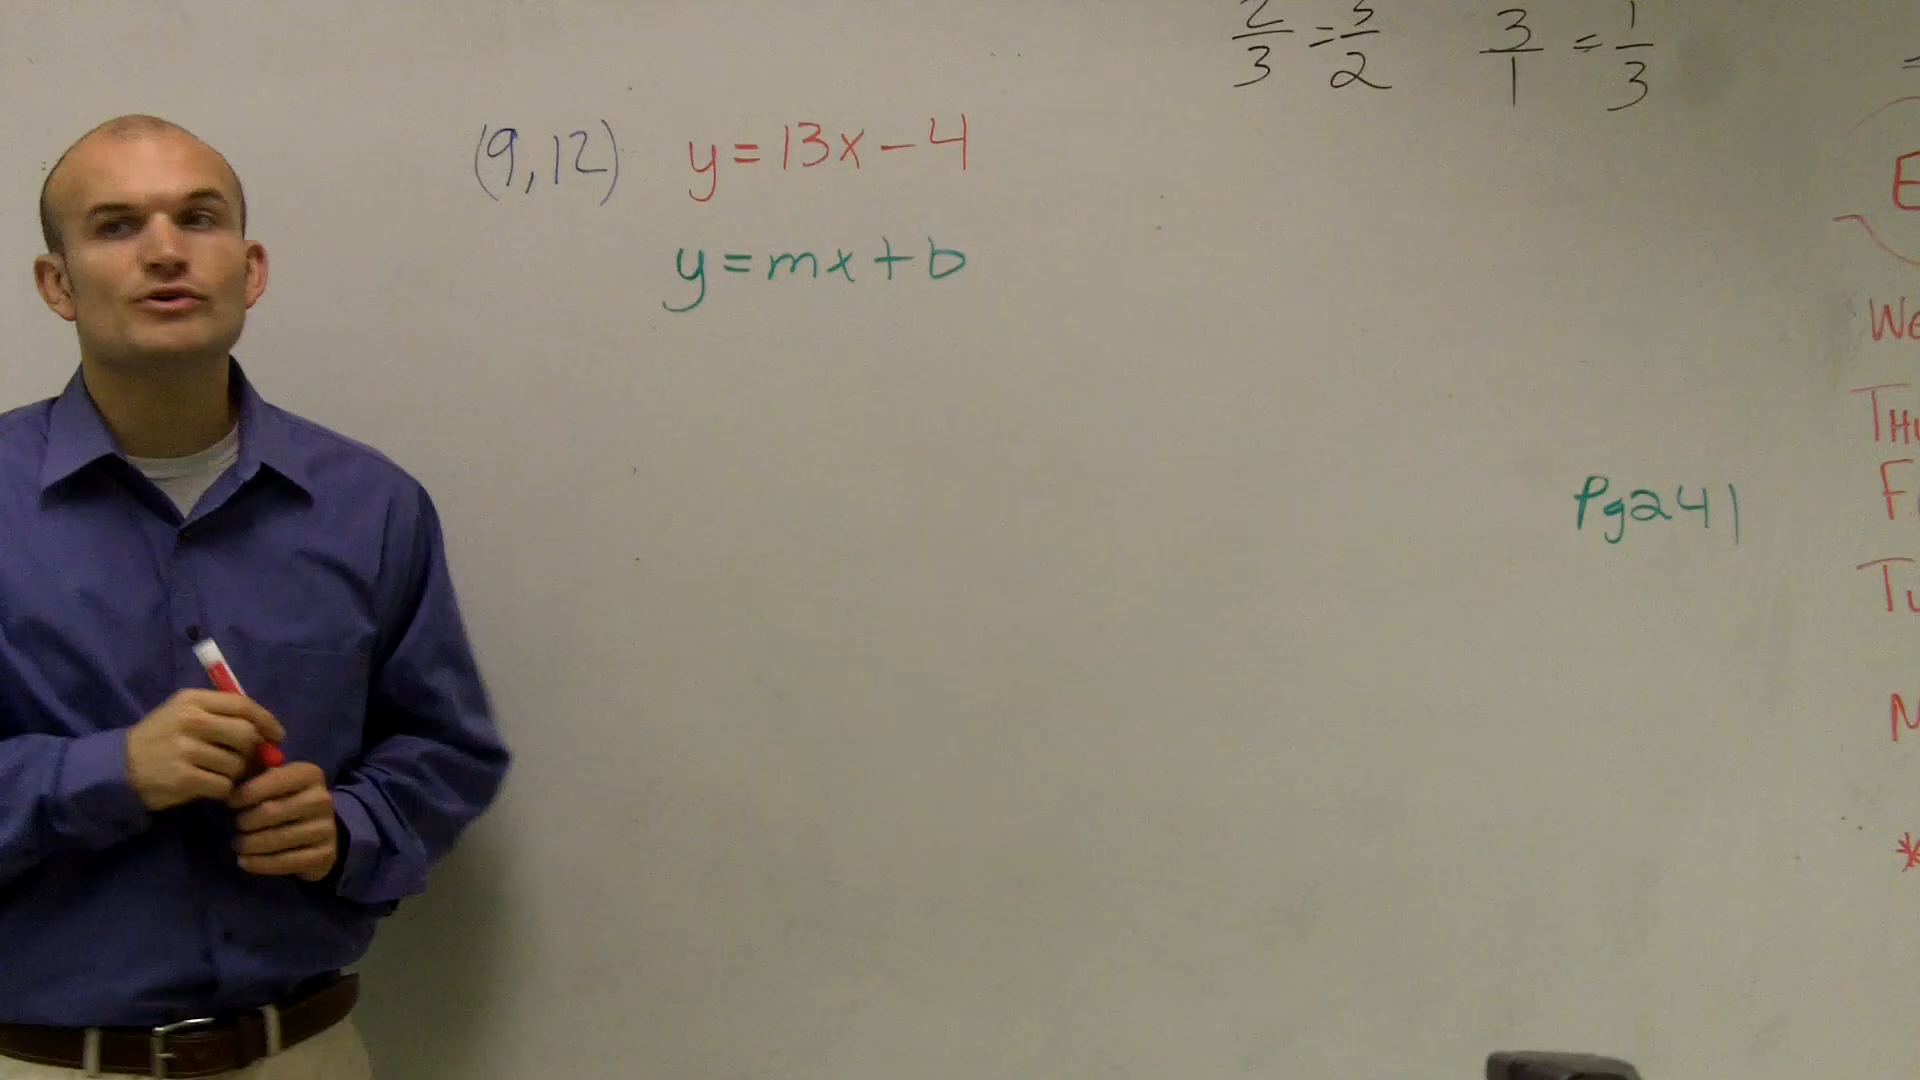 2/3 = 3/2 3/1 = 1/3
(9,12) y = 13x - 4
y = mx + b
Pg241